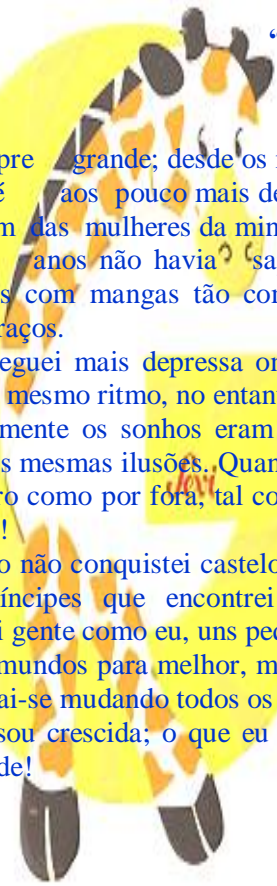 “
pre grande; desde os
é aos pouco mais de
m das mulheres da min
anos não havia sa
s com mangas tão con
raços.
eguei mais depressa on
mesmo ritmo, no entan
mente os sonhos eram
s mesmas ilusões. Quan
ro como por fora, tal co
!
o não conquistei castelo
íncipes que encontrei
i gente como eu, uns peq
mundos para melhor, m
ai-se mudando todos os
sou crescida; o que eu
de!
Jevi